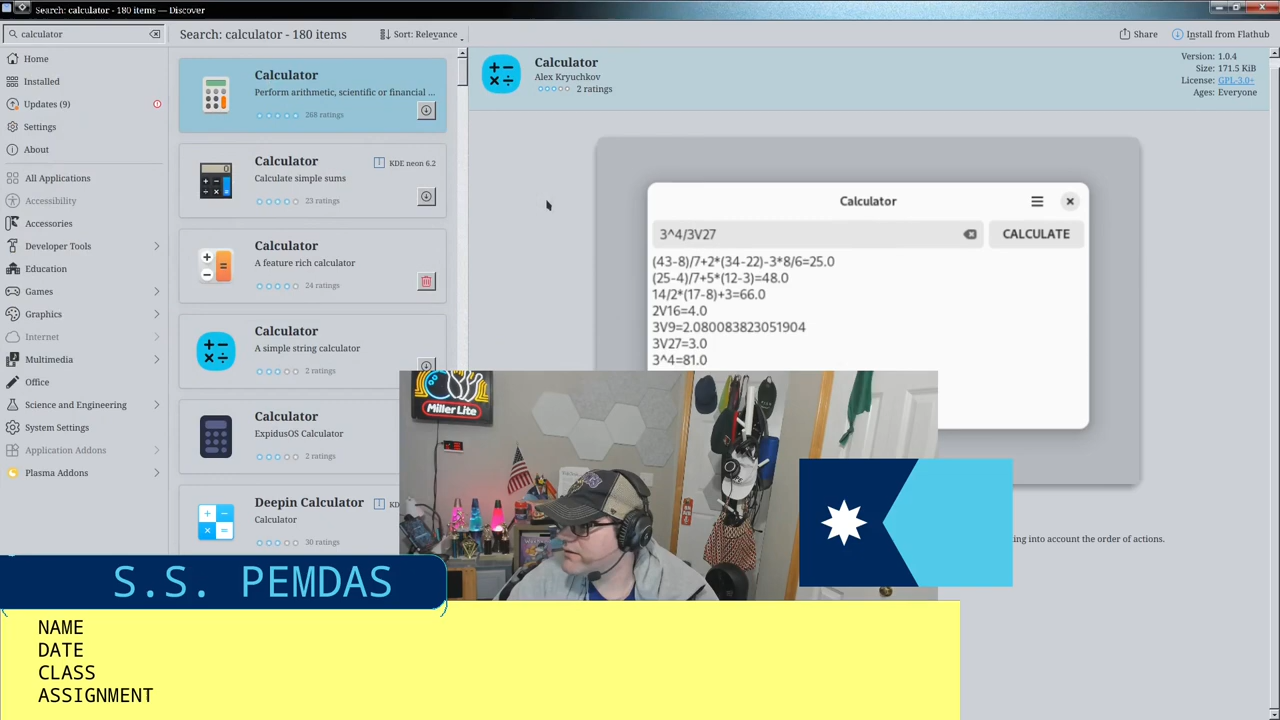 Search: calculator - 180 items — Discover
calculator
Search: calculator - 180 items
Sort: Relevance
Share
Install from Flathub
Home
Installed
Updates (9)
Settings
About
All Applications
Accessibility
Accessories
Developer Tools
Education
Games
Graphics
Internet
Multimedia
Office
Science and Engineering
System Settings
Application Addons
Plasma Addons
Calculator
Perform arithmetic, scientific or financial ...
268 ratings
Calculator
KDE neon 6.2
Calculate simple sums
23 ratings
Calculator
A feature rich calculator
24 ratings
Calculator
A simple string calculator
2 ratings
Calculator
ExpidusOS Calculator
2 ratings
Deepin Calculator
KD
Calculator
30 ratings
Calculator
Alex Kryuchkov
2 ratings
Version: 1.0.4
Size: 171.5 KiB
License: GPL-3.0+
Ages: Everyone
Calculator
3^4/3V27
CALCULATE
(43-8)/7+2*(34-22)-3*8/6=25.0
(25-4)/7+5*(12-3)=48.0
14/2*(17-8)+3=66.0
2V16=4.0
3V9=2.080083823051904
3V27=3.0
3^4=81.0
ing into account the order of actions.
Miller Lite
S.S. PEMDAS
NAME
DATE
CLASS
ASSIGNMENT